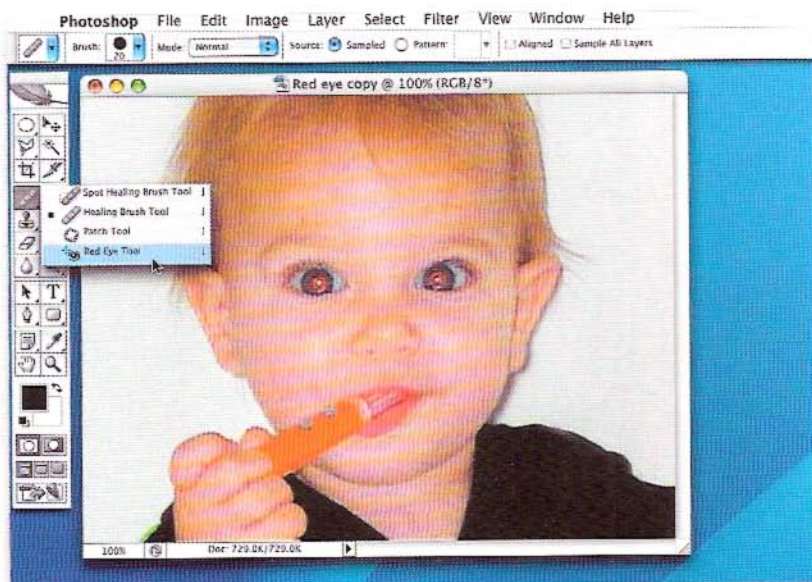 Photoshop File Edit Image Layer Select Filter View Window Help
Brush: 20 Mode: Normal Source: Sampled Pattern: Aligned Sample All Layers
Red eye copy @ 100% (RGB/8*)
Spot Healing Brush Tool J
Healing Brush Tool J
Patch Tool J
Red Eye Tool J
T
100% Doc: 729.0K/729.0K